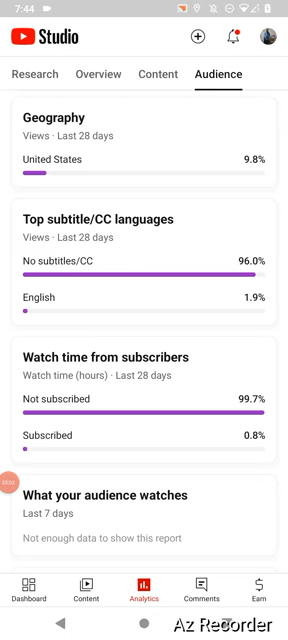 7:44
Studio
Research Overview Content Audience
Geography
Views · Last 28 days
United States 9.8%
Top subtitle/CC languages
Views · Last 28 days
No subtitles/CC 96.0%
English 1.9%
Watch time from subscribers
Watch time (hours) · Last 28 days
Not subscribed 99.7%
Subscribed 0.8%
What your audience watches
Last 7 days
Not enough data to show this report
Dashboard Content Analytics Comments Earn
Az Recorder